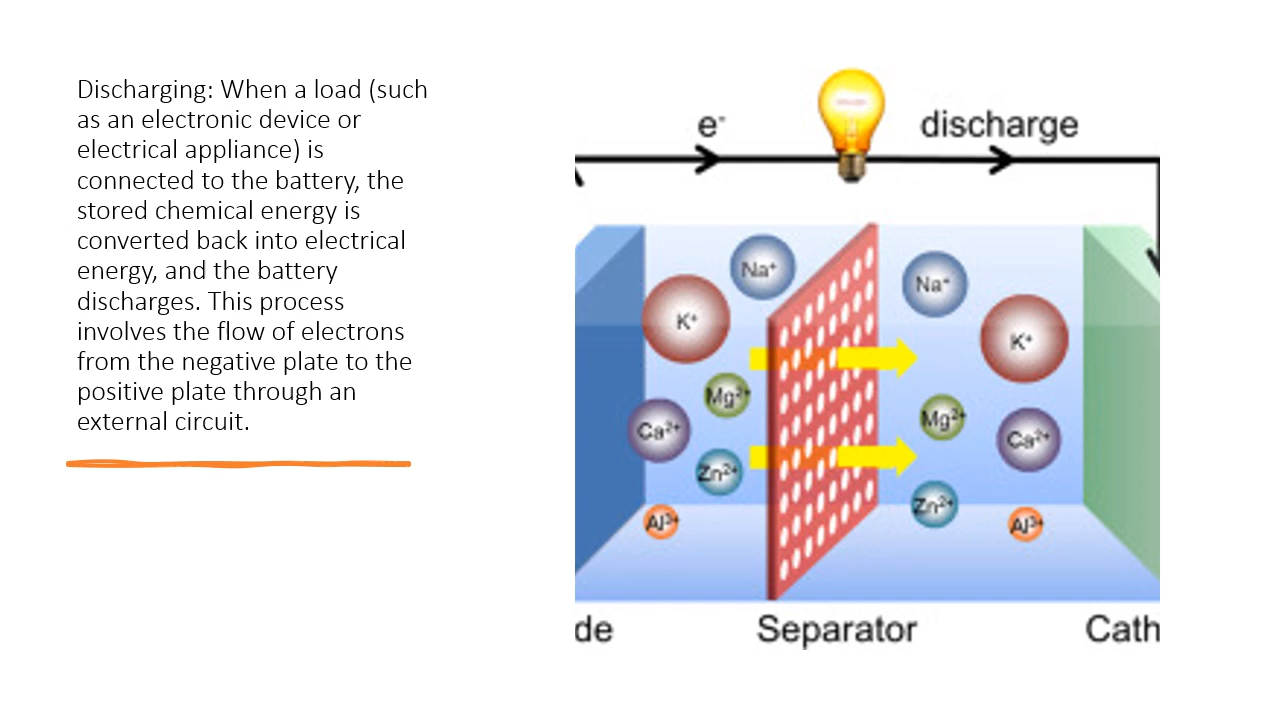 Discharging: When a load (such
as an electronic device or
electrical appliance) is
connected to the battery, the
stored chemical energy is
converted back into electrical
energy, and the battery
discharges. This process
involves the flow of electrons
from the negative plate to the
positive plate through an
external circuit.
e⁻
discharge
Na⁺
Na⁺
K⁺
K⁺
Mg²⁺
Mg²⁺
Ca²⁺
Ca²⁺
Zn²⁺
Zn²⁺
Al³⁺
Al³⁺
de
Separator
Cath